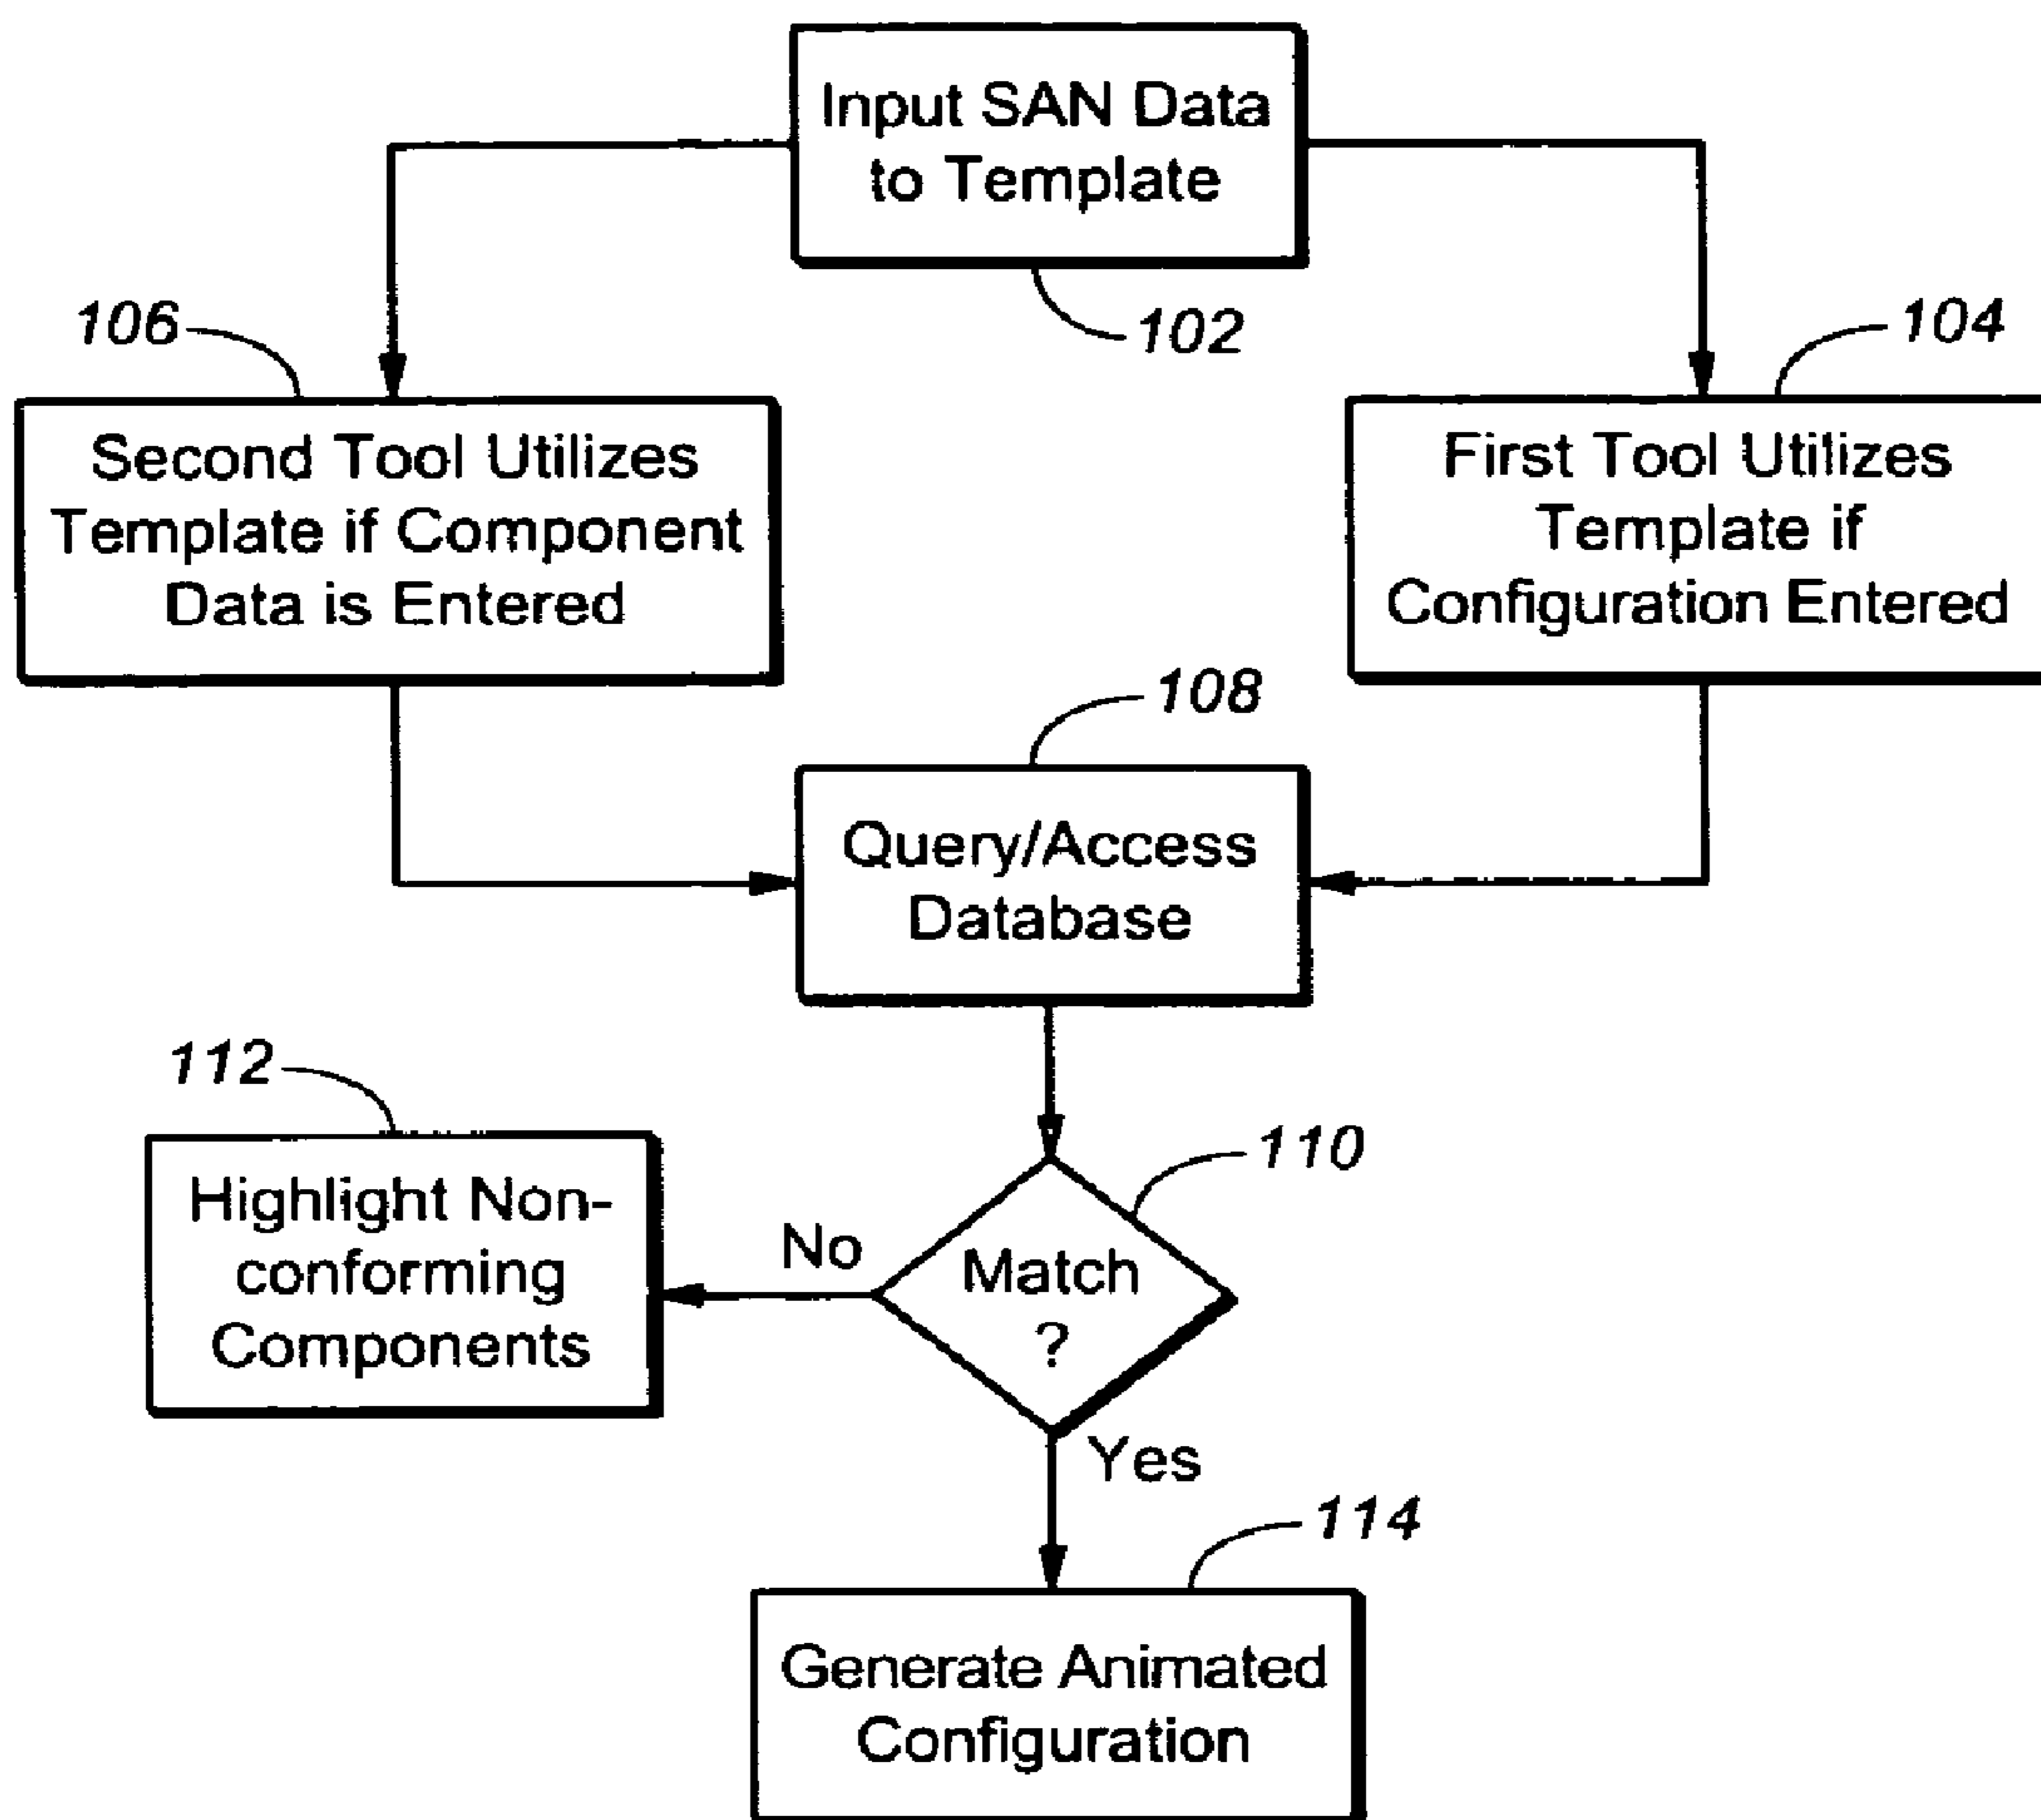 Input SAN Data
to Template
102
106
104
Second Tool Utilizes
Template if Component
Data is Entered
First Tool Utilizes
Template if
Configuration Entered
108
Query/Access
Database
112
110
Highlight Non-
conforming
Components
No
Match
?
Yes
114
Generate Animated
Configuration